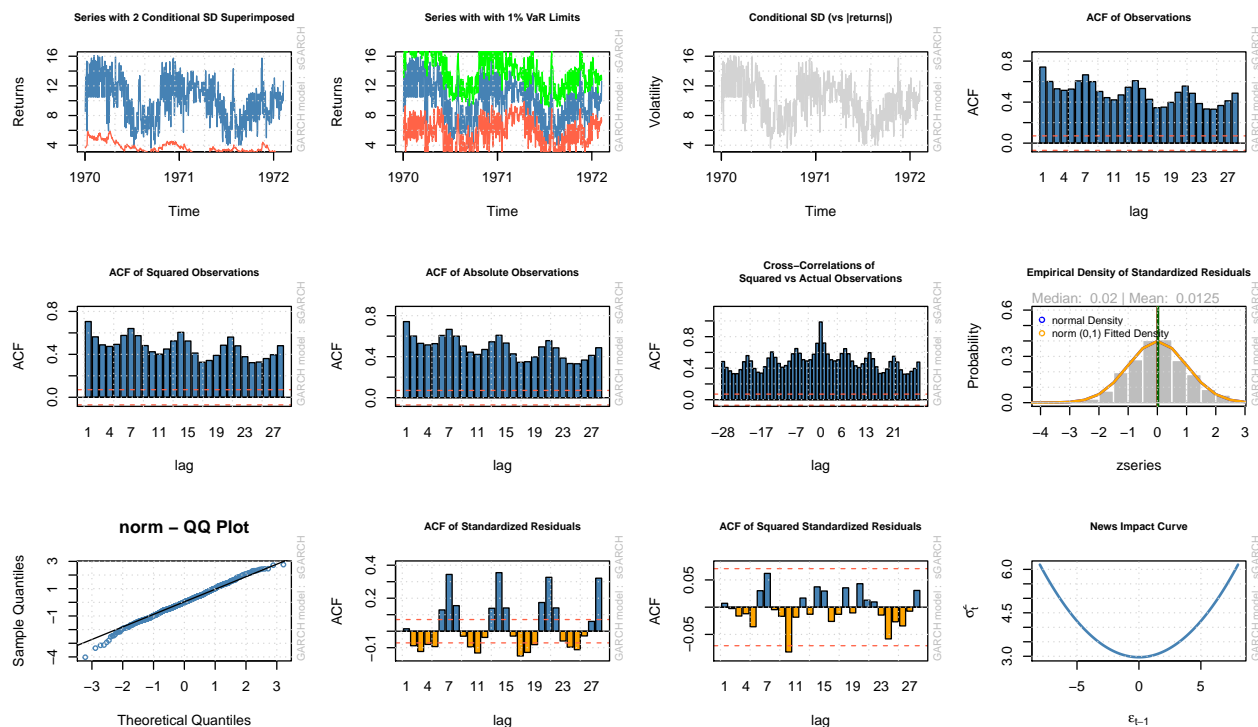 Series with 2 Conditional SD Superimposed
Returns
4 8 12 16
1970 1971 1972
Time
GARCH model : sGARCH
Series with with 1% VaR Limits
Returns
4 8 12 16
1970 1971 1972
Time
GARCH model : sGARCH
Conditional SD (vs |returns|)
Volatility
4 8 12 16
1970 1971 1972
Time
GARCH model : sGARCH
ACF of Observations
ACF
0.0 0.4 0.8
1 4 7 11 15 19 23 27
lag
GARCH model : sGARCH
ACF of Squared Observations
ACF
0.0 0.4 0.8
1 4 7 11 15 19 23 27
lag
GARCH model : sGARCH
ACF of Absolute Observations
ACF
0.0 0.4 0.8
1 4 7 11 15 19 23 27
lag
GARCH model : sGARCH
Cross−Correlations of
Squared vs Actual Observations
ACF
0.0 0.4 0.8
−28 −17 −7 0 6 13 21
lag
GARCH model : sGARCH
Empirical Density of Standardized Residuals
Median: 0.02 | Mean: 0.0125
normal Density
norm (0,1) Fitted Density
Probability
0.0 0.3 0.6
−4 −3 −2 −1 0 1 2 3
zseries
GARCH model : sGARCH
norm − QQ Plot
Sample Quantiles
−4 −1 1 3
−3 −2 −1 0 1 2 3
Theoretical Quantiles
GARCH model : sGARCH
ACF of Standardized Residuals
ACF
−0.1 0.2 0.4
1 4 7 11 15 19 23 27
lag
GARCH model : sGARCH
ACF of Squared Standardized Residuals
ACF
−0.05 0.05
1 4 7 11 15 19 23 27
lag
GARCH model : sGARCH
News Impact Curve
3.0 4.5 6.0
−5 0 5
εt−1
GARCH model : sGARCH